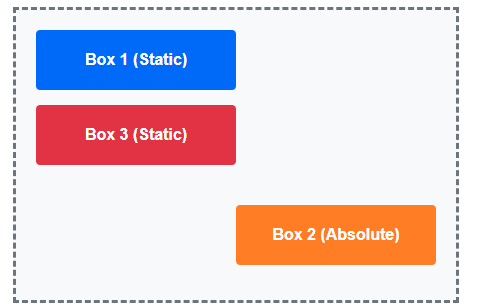 Box 1 (Static)
Box 3 (Static)
Box 2 (Absolute)